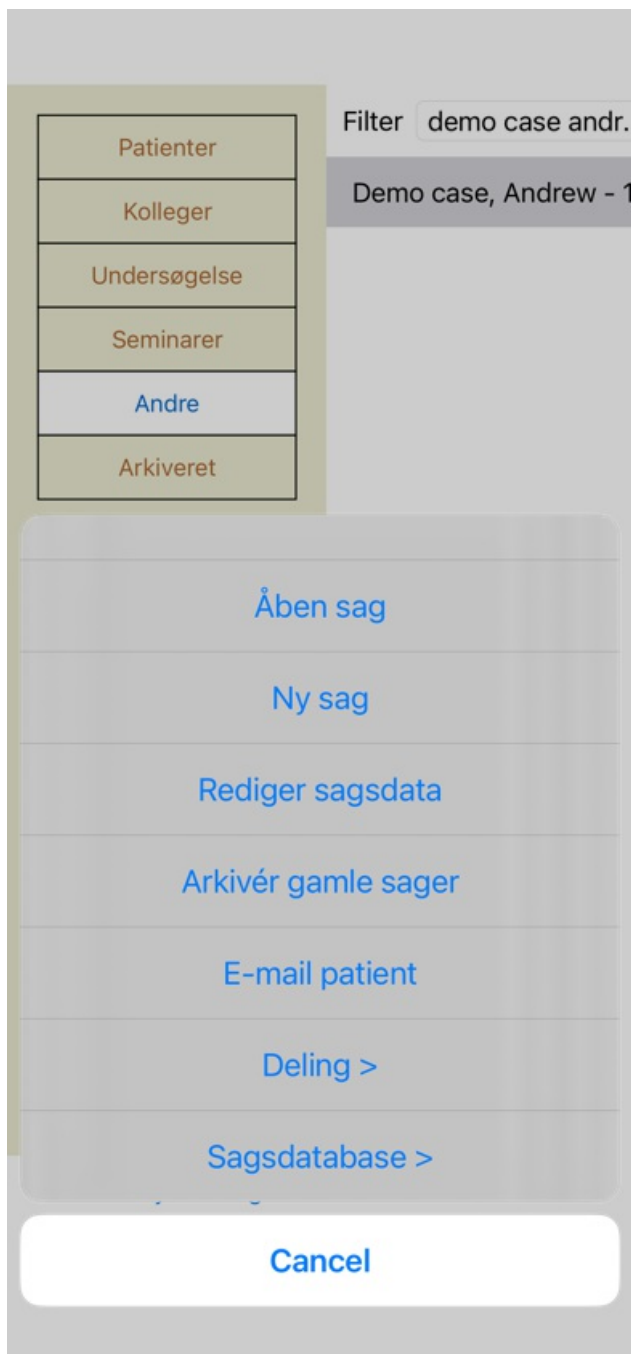 Patienter
Kolleger
Undersøgelse
Seminarer
Andre
Arkiveret
Filter demo case andr.
Demo case, Andrew - 1
Åben sag
Ny sag
Rediger sagsdata
Arkivér gamle sager
E-mail patient
Deling >
Sagsdatabase >
Cancel